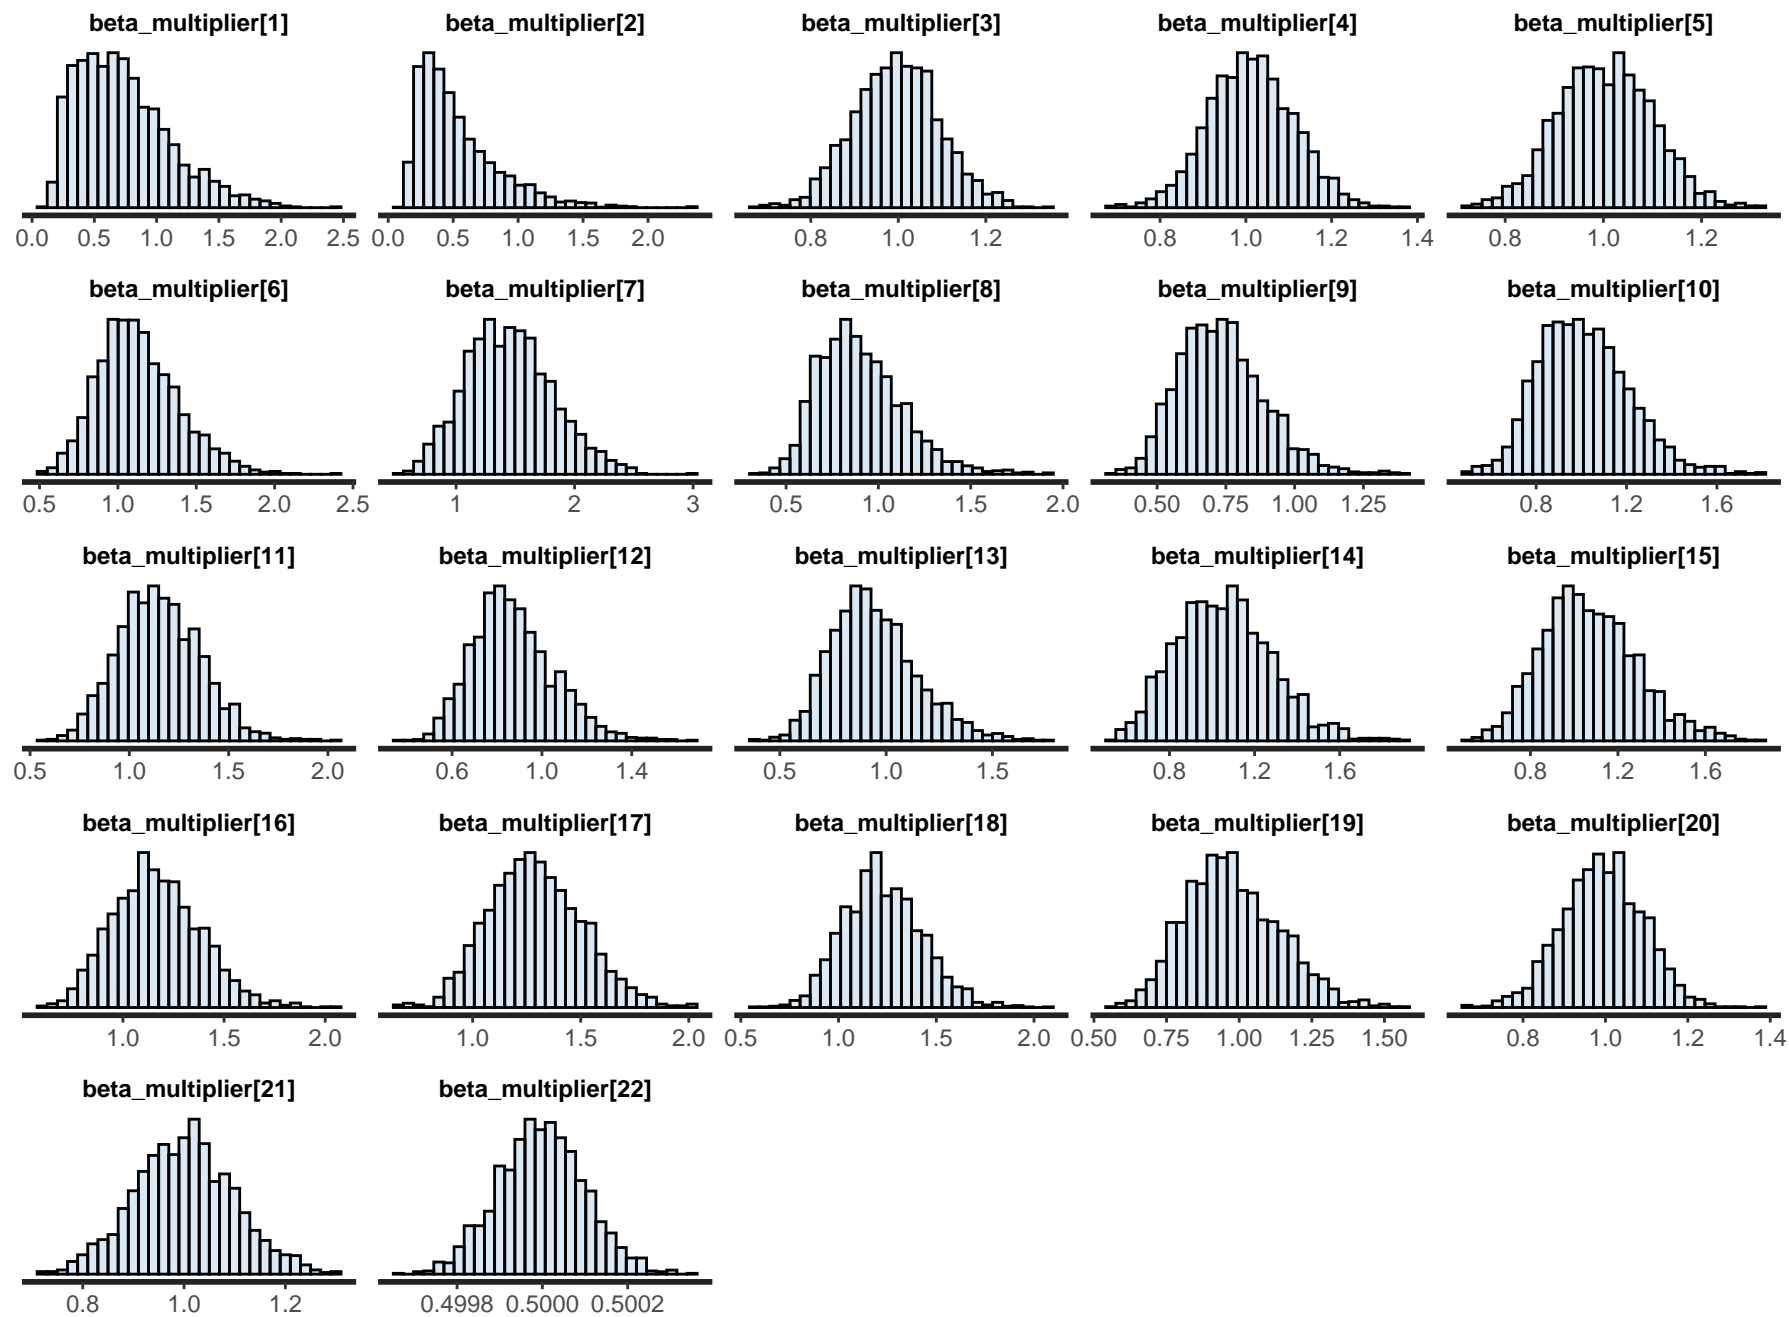 beta_multiplier[1] beta_multiplier[2] beta_multiplier[3] beta_multiplier[4] beta_multiplier[5]
0.0 0.5 1.0 1.5 2.0 2.5 0.0 0.5 1.0 1.5 2.0 0.8 1.0 1.2 0.8 1.0 1.2 1.4 0.8 1.0 1.2
beta_multiplier[6] beta_multiplier[7] beta_multiplier[8] beta_multiplier[9] beta_multiplier[10]
0.5 1.0 1.5 2.0 2.5 1 2 3 0.5 1.0 1.5 2.0 0.50 0.75 1.00 1.25 0.8 1.2 1.6
beta_multiplier[11] beta_multiplier[12] beta_multiplier[13] beta_multiplier[14] beta_multiplier[15]
0.5 1.0 1.5 2.0 0.6 1.0 1.4 0.5 1.0 1.5 0.8 1.2 1.6 0.8 1.2 1.6
beta_multiplier[16] beta_multiplier[17] beta_multiplier[18] beta_multiplier[19] beta_multiplier[20]
1.0 1.5 2.0 1.0 1.5 2.0 0.5 1.0 1.5 2.0 0.50 0.75 1.00 1.25 1.50 0.8 1.0 1.2 1.4
beta_multiplier[21] beta_multiplier[22]
0.8 1.0 1.2 0.4998 0.5000 0.5002